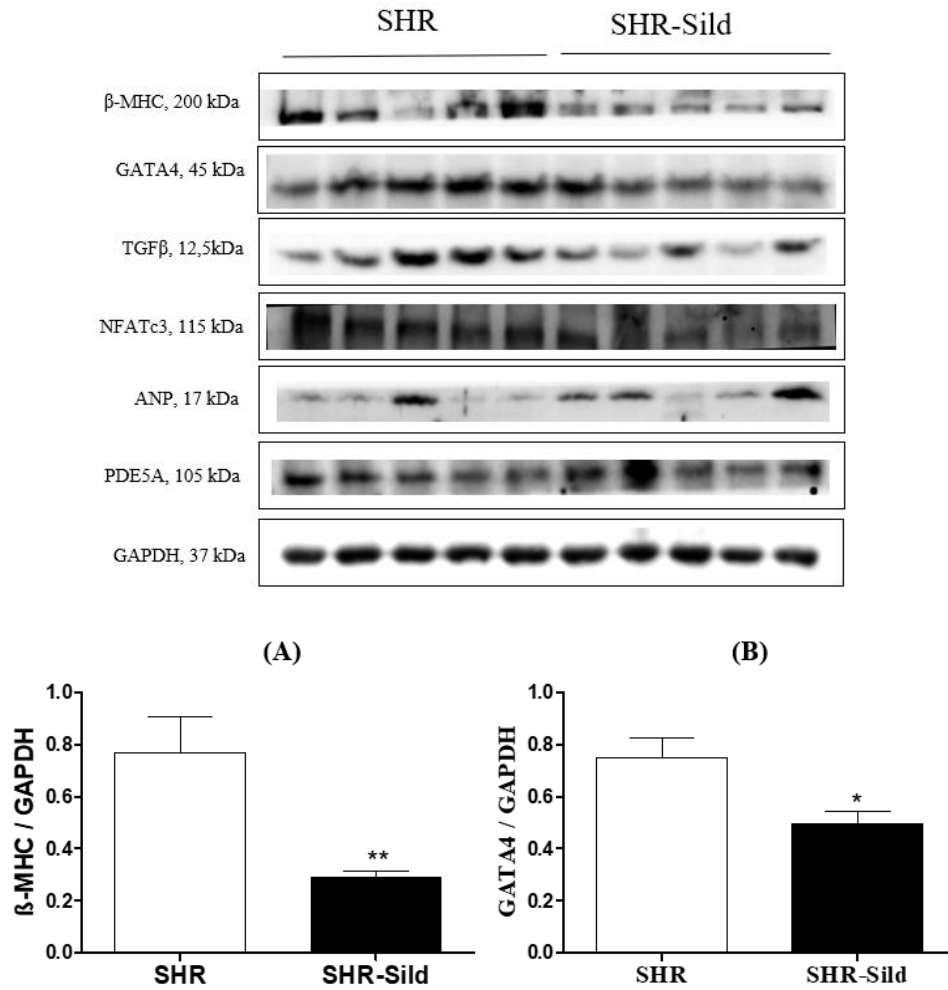 SHR SHR-Sild
β-MHC, 200 kDa
GATA4, 45 kDa
TGFβ, 12,5kDa
NFATc3, 115 kDa
ANP, 17 kDa
PDE5A, 105 kDa
GAPDH, 37 kDa
(A)
1.0
0.8
0.6
0.4
0.2
0.0
ß-MHC / GAPDH
**
SHR SHR-Sild
(B)
1.0
0.8
0.6
0.4
0.2
0.0
GATA4 / GAPDH
*
SHR SHR-Sild